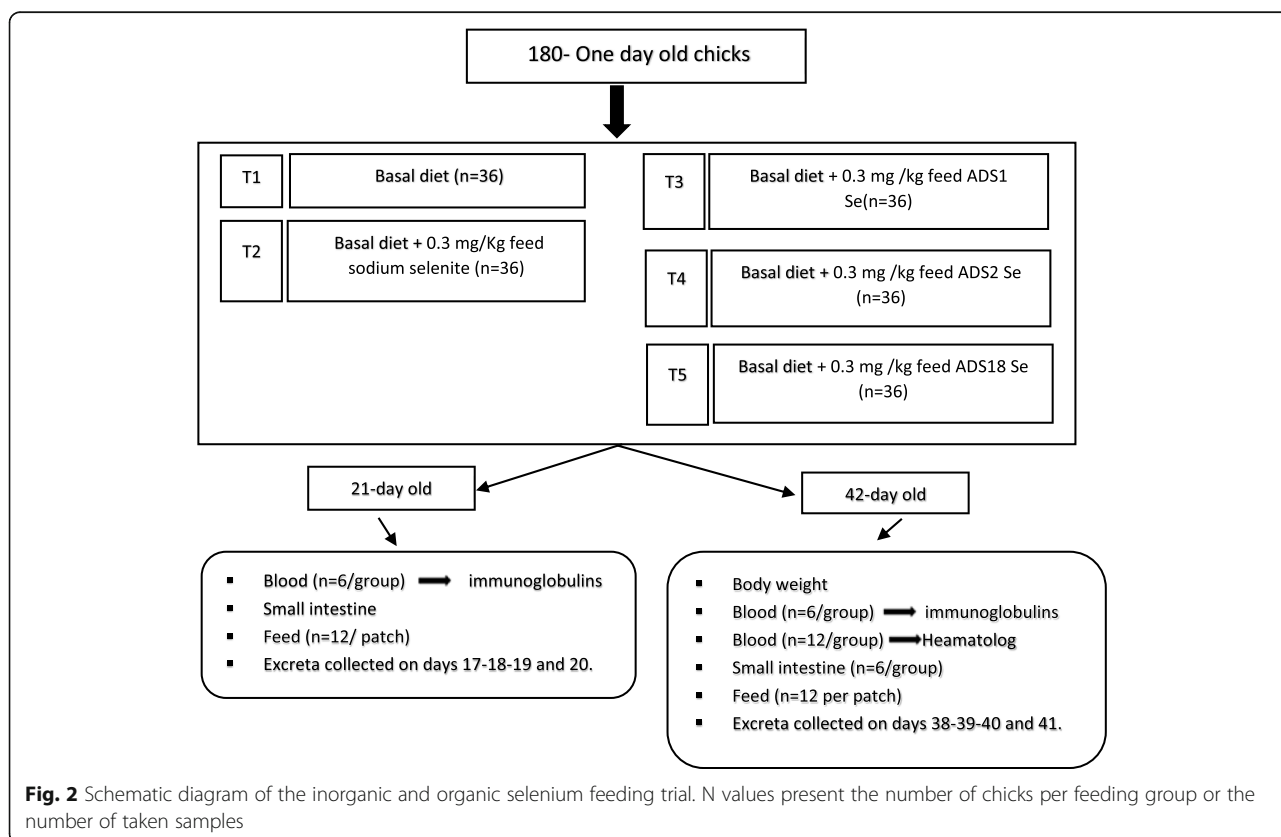 180- One day old chicks
T1
Basal diet (n=36)
T2
Basal diet + 0.3 mg/Kg feed
sodium selenite (n=36)
T3
Basal diet + 0.3 mg /kg feed ADS1
Se(n=36)
T4
Basal diet + 0.3 mg /kg feed ADS2 Se
(n=36)
T5
Basal diet + 0.3 mg /kg feed ADS18 Se
(n=36)
21-day old
▪ Blood (n=6/group) ➡ immunoglobulins
▪ Small intestine
▪ Feed (n=12/ patch)
▪ Excreta collected on days 17-18-19 and 20.
42-day old
▪ Body weight
▪ Blood (n=6/group) ➡ immunoglobulins
▪ Blood (n=12/group) ➡Heamatolog
▪ Small intestine (n=6/group)
▪ Feed (n=12 per patch)
▪ Excreta collected on days 38-39-40 and 41.
Fig. 2 Schematic diagram of the inorganic and organic selenium feeding trial. N values present the number of chicks per feeding group or the
number of taken samples